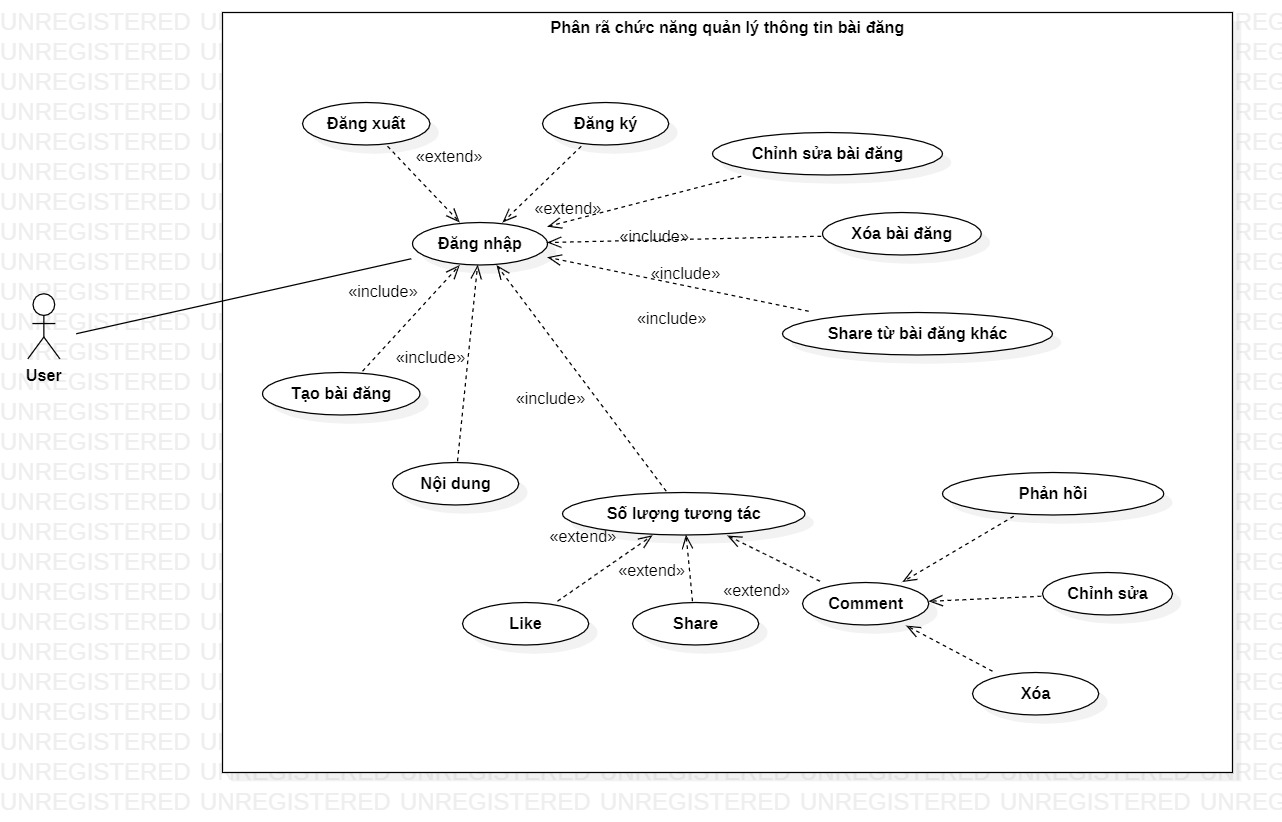 Phân rã chức năng quản lý thông tin bài đăng
Đăng xuất
Đăng ký
Chỉnh sửa bài đăng
«extend»
«extend»
Đăng nhập
Xóa bài đăng
«include»
«include»
«include»
«include»
Share từ bài đăng khác
User
«include»
Tạo bài đăng
«include»
Nội dung
Phản hồi
Số lượng tương tác
«extend»
«extend»
«extend»
Chỉnh sửa
Comment
Like
Share
Xóa
UNREGISTERED UNREGISTERED UNREGISTERED UNREGISTERED UNREGISTERED UNREGISTERED UNREG